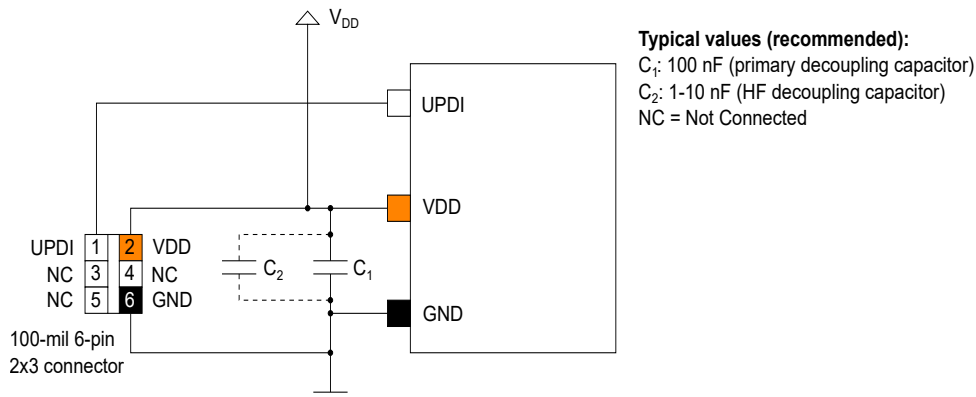 V_DD
Typical values (recommended):
C₁: 100 nF (primary decoupling capacitor)
C₂: 1-10 nF (HF decoupling capacitor)
NC = Not Connected
UPDI
VDD
UPDI 1 2 VDD
NC 3 4 NC
NC 5 6 GND
C₂ C₁
GND
100-mil 6-pin
2x3 connector